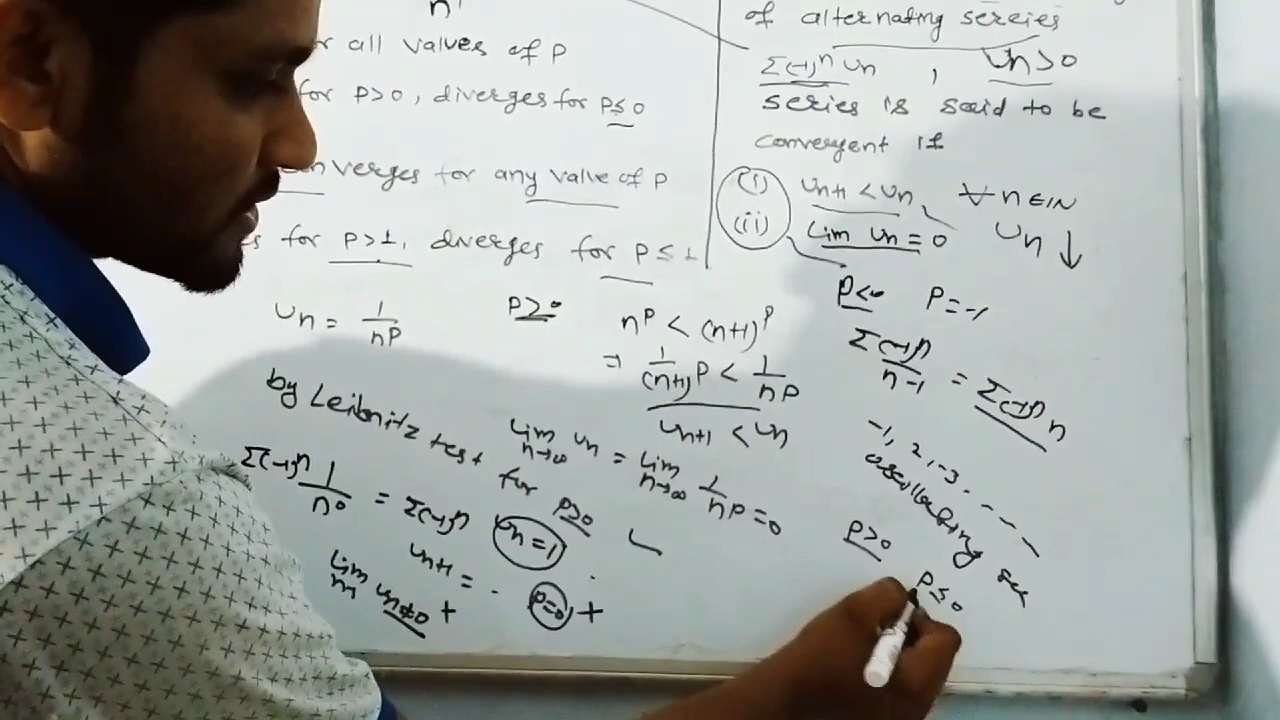 all values of P
for P>0, diverges for P≤0
nverges for any value of P
for P>1, diverges for P≤1
Un = 1/n^P
P≥0
n^P < (n+1)^P
⇒ 1/(n+1)^P < 1/n^P
Un+1 < Un
by Leibnitz test for P≥0
lim n→∞ Un = lim n→∞ 1/n^P = 0
Σ(-1)^n 1/n^0 = Σ(-1)^n
Un=1
Un+1 =
P=0
lim Un≠0
of alternating sereies
Σ(-1)^n Un , Un>0
series is said to be
convergent if
(i) Un+1 < Un ∀ n∈IN
(ii) Lim Un = 0 Un ↓
P<0 P=-1
Σ(-1)^n/n^-1 = Σ(-1)^n n
-1, 2, -3 . - - -
oscillating
P>0
P≤0